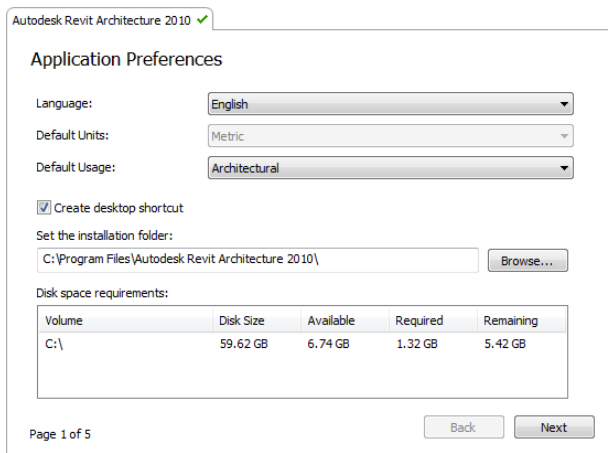 Autodesk Revit Architecture 2010
Application Preferences
Language: English
Default Units: Metric
Default Usage: Architectural
Create desktop shortcut
Set the installation folder:
C:\Program Files\Autodesk Revit Architecture 2010\ Browse...
Disk space requirements:
Volume Disk Size Available Required Remaining
C:\ 59.62 GB 6.74 GB 1.32 GB 5.42 GB
Page 1 of 5 Back Next